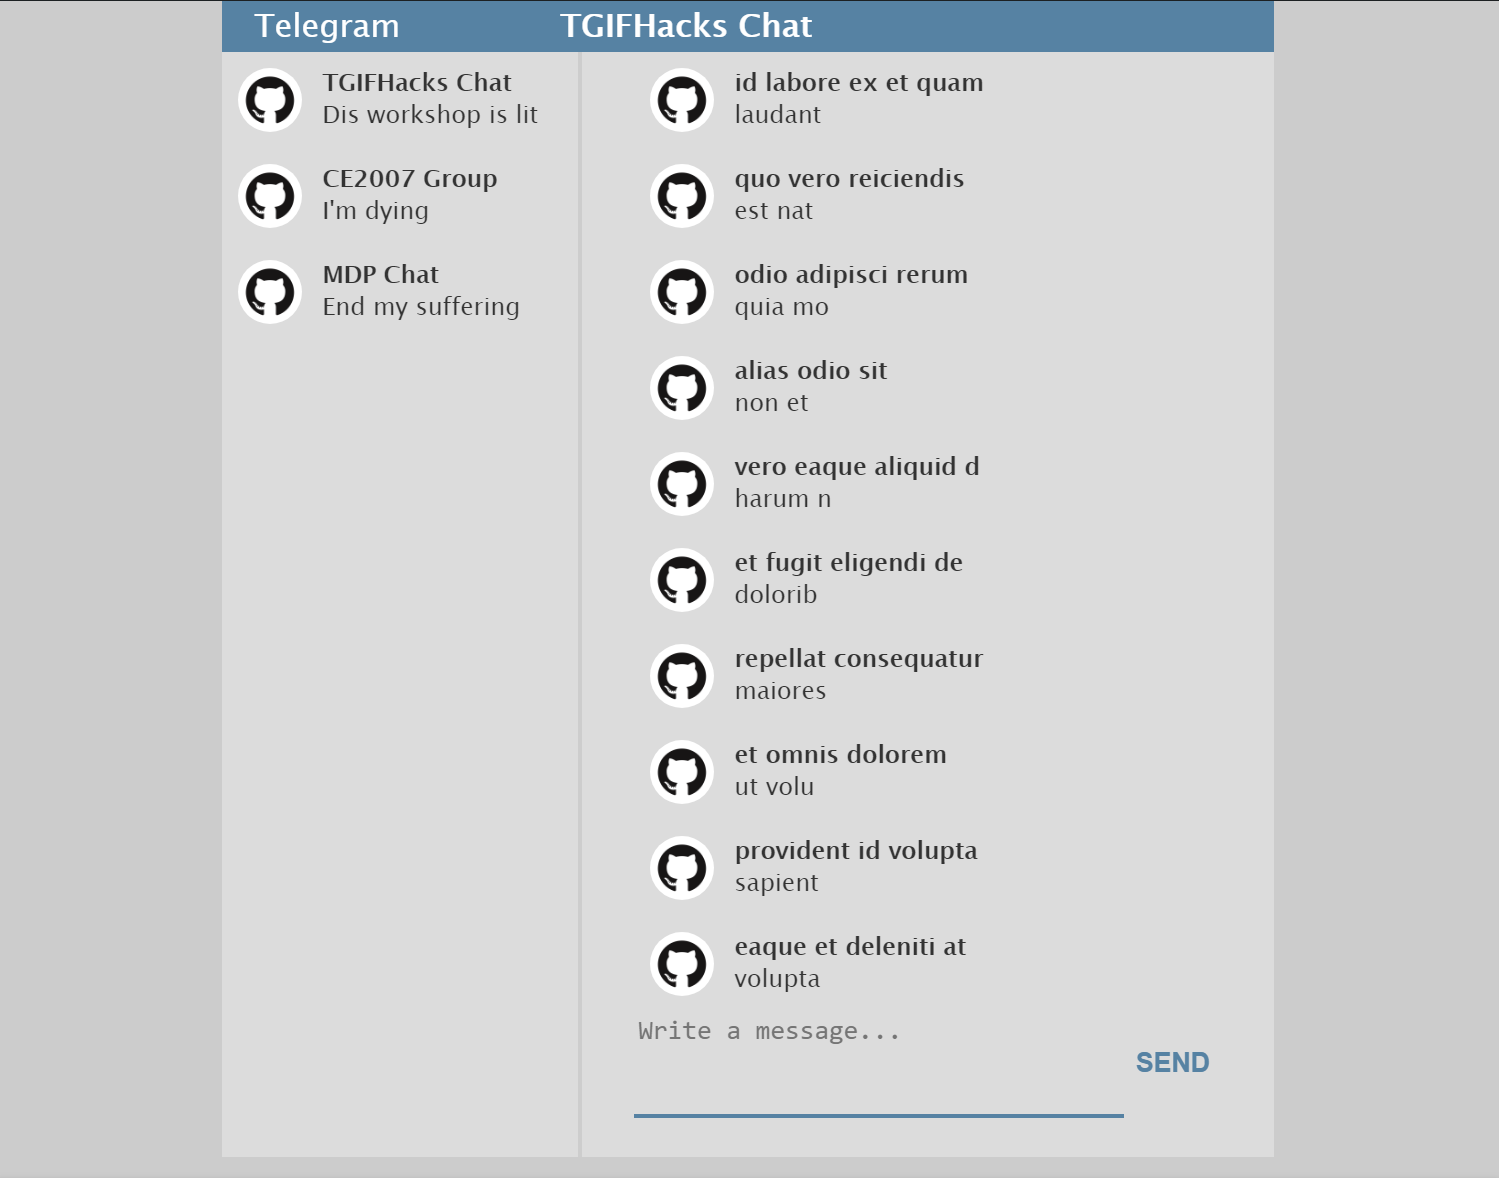 Telegram
TGIFHacks Chat
TGIFHacks Chat
Dis workshop is lit
CE2007 Group
I'm dying
MDP Chat
End my suffering
id labore ex et quam
laudant
quo vero reiciendis
est nat
odio adipisci rerum
quia mo
alias odio sit
non et
vero eaque aliquid d
harum n
et fugit eligendi de
dolorib
repellat consequatur
maiores
et omnis dolorem
ut volu
provident id volupta
sapient
eaque et deleniti at
volupta
Write a message...
SEND